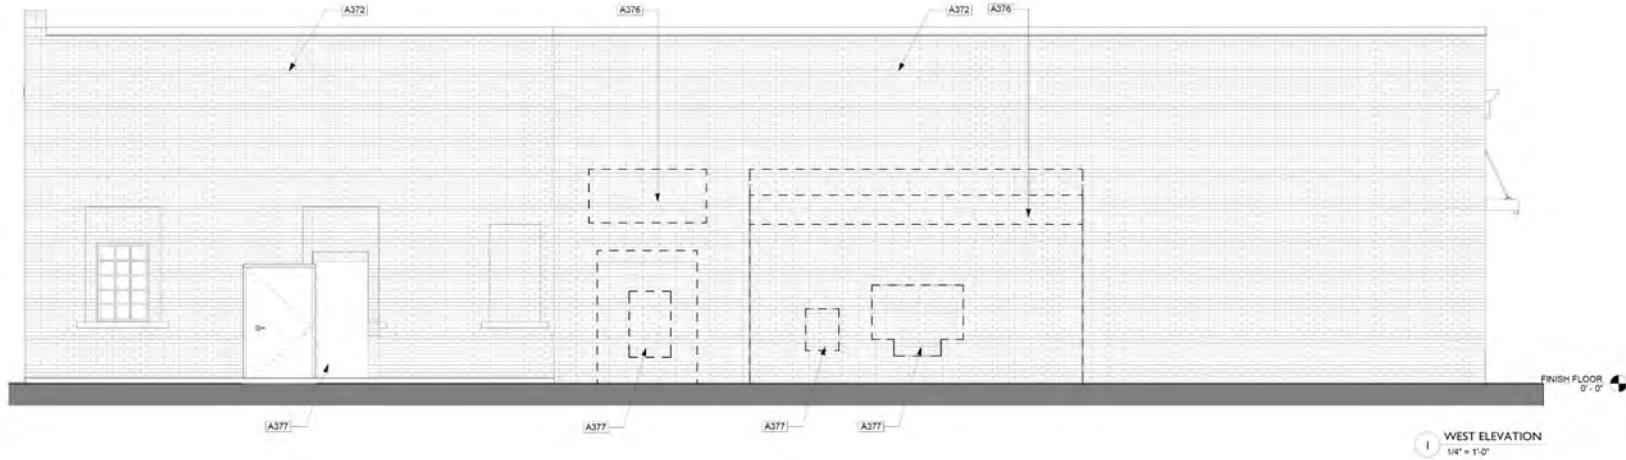 A372
A376
A372
A376
FINISH FLOOR
0' - 0"
A377
A377
A377
A377
1
WEST ELEVATION
1/4" = 1'-0"